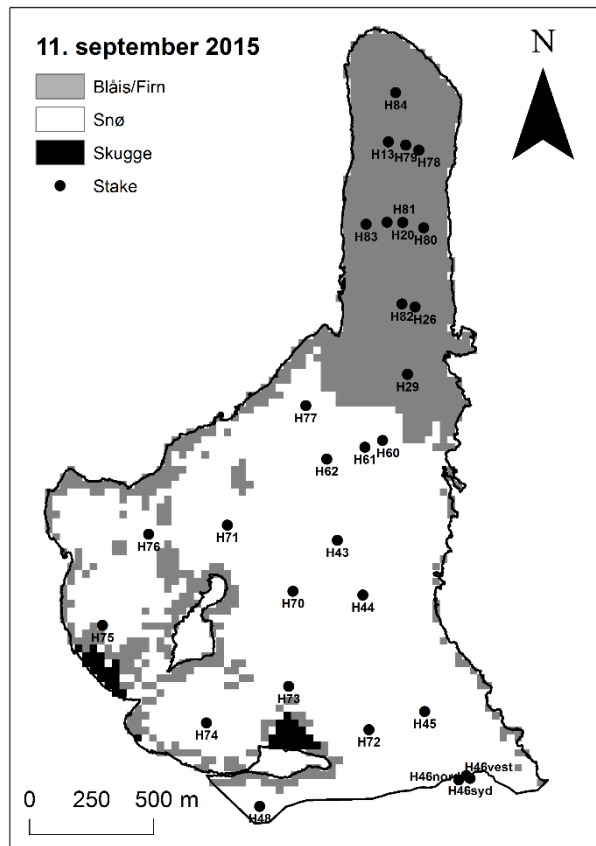 11. september 2015
Blåis/Firn
Snø
Skugge
Stake
N
H84
H13
H79
H78
H81
H83
H20
H80
H82
H26
H29
H77
H60
H61
H62
H71
H76
H43
H70
H44
H75
H73
H74
H45
H72
H46nord
H46vest
H46syd
H48
0 250 500 m